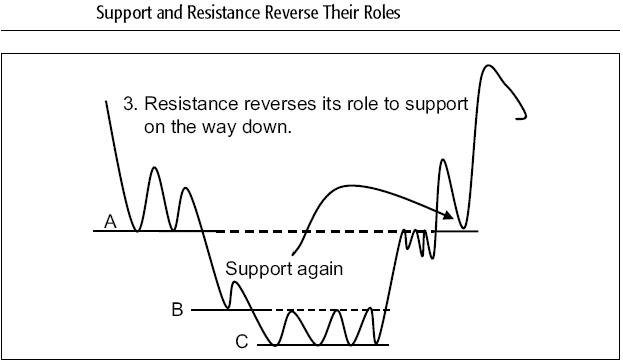 Support and Resistance Reverse Their Roles
3. Resistance reverses its role to support
on the way down.
A
Support again
B
C